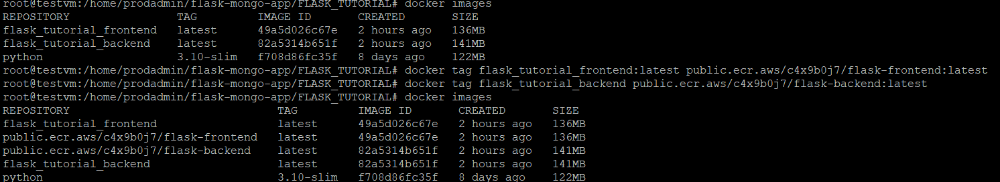 root@testvm:/home/prodadmin/flask-mongo-app/FLASK_TUTORIAL# docker images
REPOSITORY TAG IMAGE ID CREATED SIZE
flask_tutorial_frontend latest 49a5d026c67e 2 hours ago 136MB
flask_tutorial_backend latest 82a5314b651f 2 hours ago 141MB
python 3.10-slim f708d86fc35f 8 days ago 122MB
root@testvm:/home/prodadmin/flask-mongo-app/FLASK_TUTORIAL# docker tag flask_tutorial_frontend:latest public.ecr.aws/c4x9b0j7/flask-frontend:latest
root@testvm:/home/prodadmin/flask-mongo-app/FLASK_TUTORIAL# docker tag flask_tutorial_backend public.ecr.aws/c4x9b0j7/flask-backend:latest
root@testvm:/home/prodadmin/flask-mongo-app/FLASK_TUTORIAL# docker images
REPOSITORY TAG IMAGE ID CREATED SIZE
flask_tutorial_frontend latest 49a5d026c67e 2 hours ago 136MB
public.ecr.aws/c4x9b0j7/flask-frontend latest 49a5d026c67e 2 hours ago 136MB
public.ecr.aws/c4x9b0j7/flask-backend latest 82a5314b651f 2 hours ago 141MB
flask_tutorial_backend latest 82a5314b651f 2 hours ago 141MB
python 3.10-slim f708d86fc35f 8 days ago 122MB